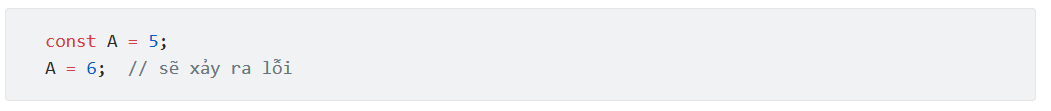 const A = 5;
A = 6;  // sẽ xảy ra lỗi